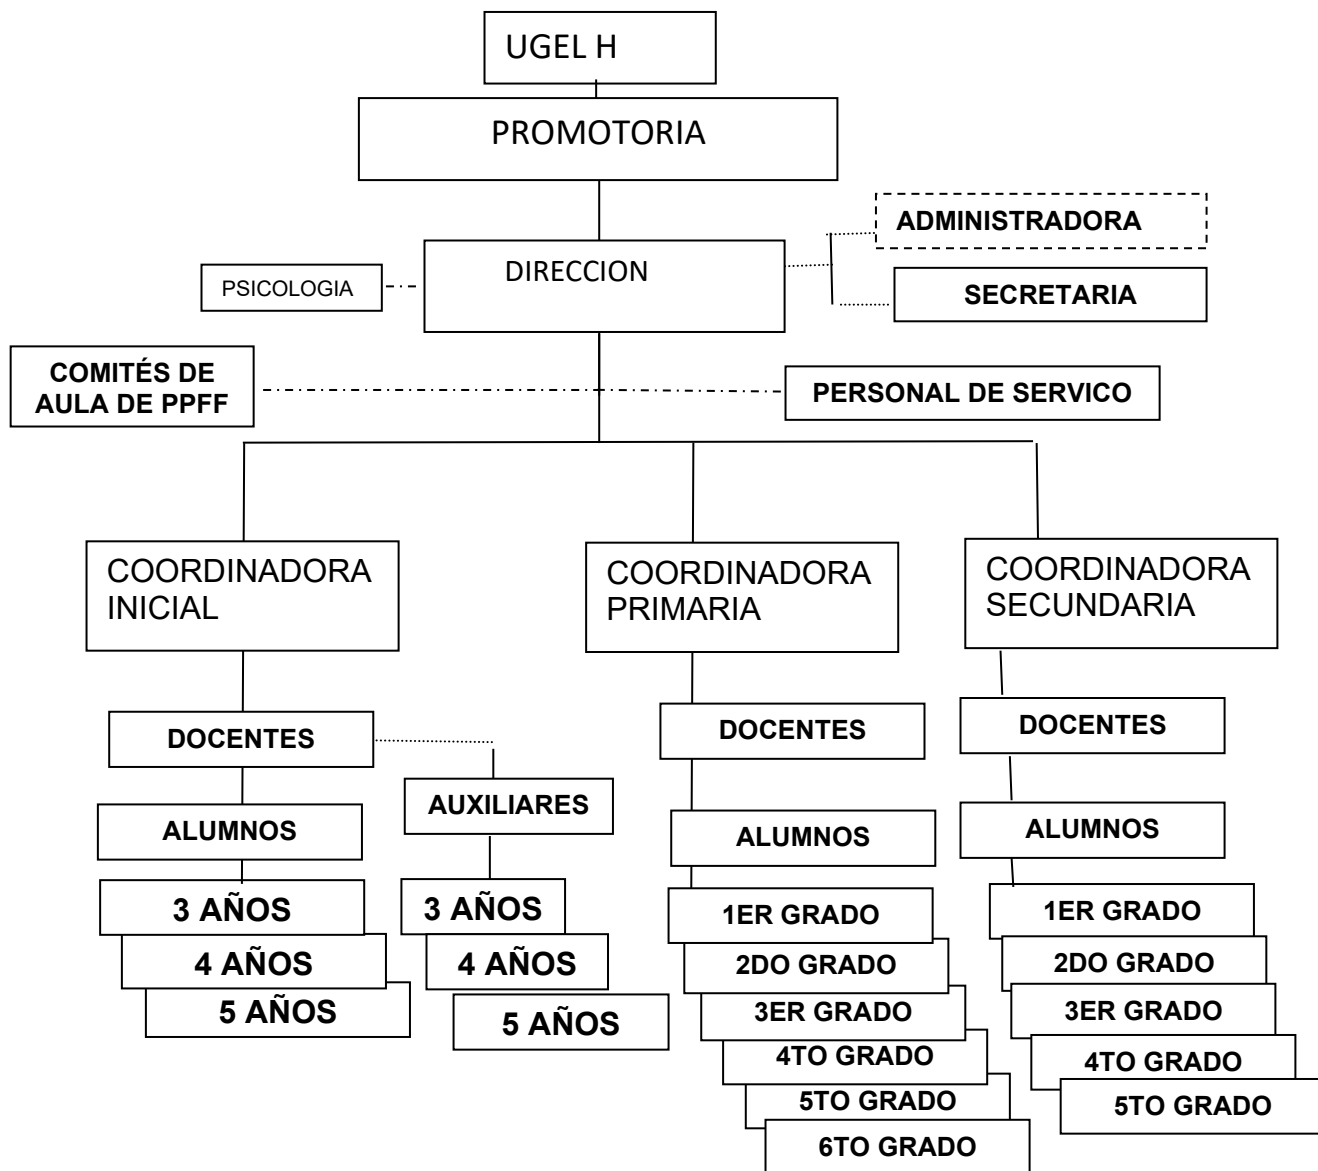 UGEL H
PROMOTORIA
ADMINISTRADORA
DIRECCION
PSICOLOGIA
SECRETARIA
COMITÉS DE
AULA DE PPFF
PERSONAL DE SERVICO
COORDINADORA
INICIAL
COORDINADORA
PRIMARIA
COORDINADORA
SECUNDARIA
DOCENTES
DOCENTES
DOCENTES
AUXILIARES
ALUMNOS
ALUMNOS
ALUMNOS
3 AÑOS
4 AÑOS
5 AÑOS
3 AÑOS
4 AÑOS
5 AÑOS
1ER GRADO
2DO GRADO
3ER GRADO
4TO GRADO
5TO GRADO
6TO GRADO
1ER GRADO
2DO GRADO
3ER GRADO
4TO GRADO
5TO GRADO